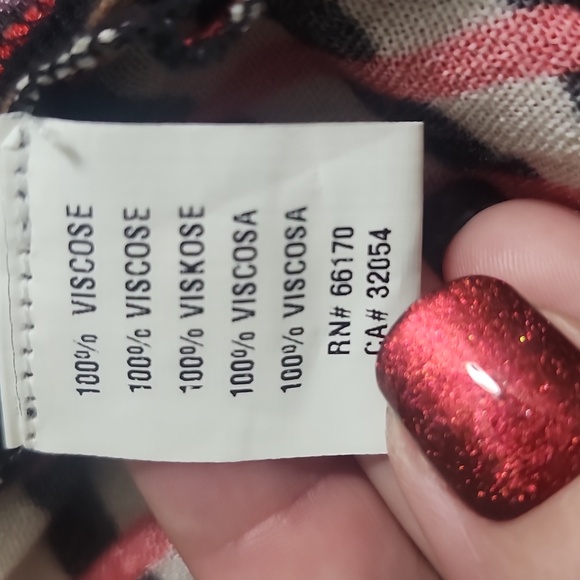 100% VISCOSE
100% VISCOSE
100% VISKOSE
100% VISCOSA
100% VISCOSA
RN# 66170
CA# 32054